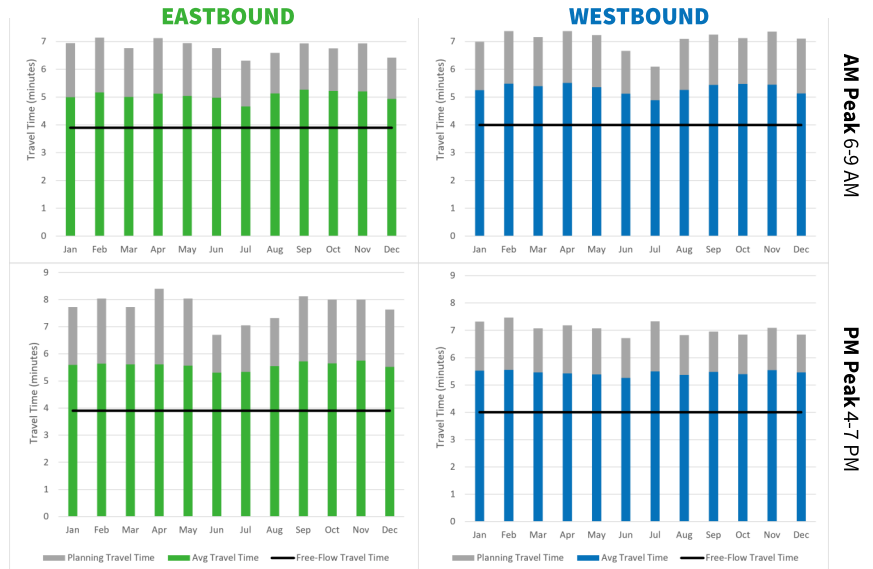 EASTBOUND
WESTBOUND
Travel Time (minutes)
7
6
5
4
3
2
1
0
Jan Feb Mar Apr May Jun Jul Aug Sep Oct Nov Dec
Travel Time (minutes)
7
6
5
4
3
2
1
0
Jan Feb Mar Apr May Jun Jul Aug Sep Oct Nov Dec
AM Peak 6-9 AM
Travel Time (minutes)
9
8
7
6
5
4
3
2
1
0
Jan Feb Mar Apr May Jun Jul Aug Sep Oct Nov Dec
Planning Travel Time Avg Travel Time Free-Flow Travel Time
Travel Time (minutes)
9
8
7
6
5
4
3
2
1
0
Jan Feb Mar Apr May Jun Jul Aug Sep Oct Nov Dec
Planning Travel Time Avg Travel Time Free-Flow Travel Time
PM Peak 4-7 PM